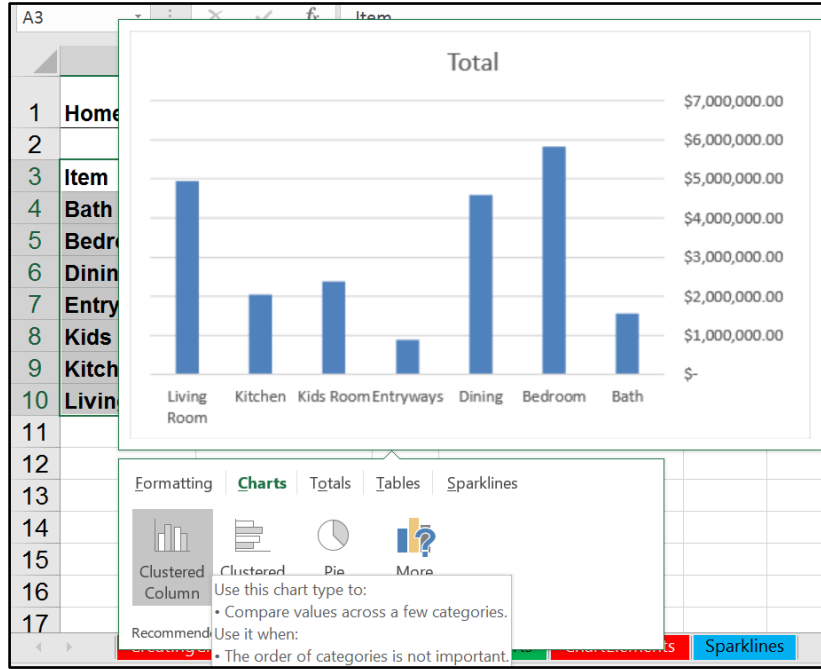 A3
fx
Item
Total
$7,000,000.00
$6,000,000.00
$5,000,000.00
$4,000,000.00
$3,000,000.00
$2,000,000.00
$1,000,000.00
$-
Living Room
Kitchen
Kids Room
Entryways
Dining
Bedroom
Bath
1 Home
2
3 Item
4 Bath
5 Bedro
6 Dinin
7 Entry
8 Kids
9 Kitch
10 Livin
11
12
13
14
15
16
17
Formatting Charts Totals Tables Sparklines
Clustered Column
Clustered
Pie
More
Recommend
Use this chart type to:
• Compare values across a few categories.
Use it when:
• The order of categories is not important.
ChartElements
Sparklines